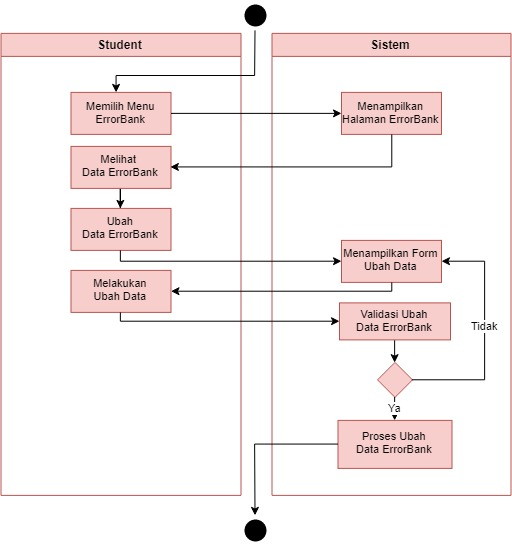 Student
Sistem
Memilih Menu
ErrorBank
Menampilkan
Halaman ErrorBank
Melihat
Data ErrorBank
Ubah
Data ErrorBank
Menampilkan Form
Ubah Data
Melakukan
Ubah Data
Validasi Ubah
Data ErrorBank
Tidak
Ya
Proses Ubah
Data ErrorBank